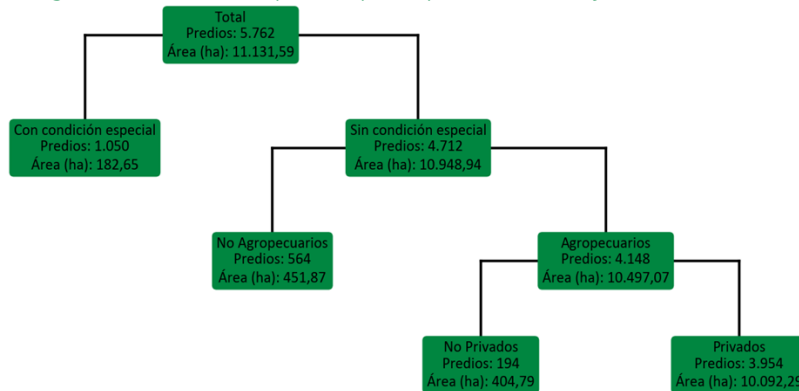 Total
Predios: 5.762
Área (ha): 11.131,59
Con condición especial
Predios: 1.050
Área (ha): 182,65
Sin condición especial
Predios: 4.712
Área (ha): 10.948,94
No Agropecuarios
Predios: 564
Área (ha): 451,87
Agropecuarios
Predios: 4.148
Área (ha): 10.497,07
No Privados
Predios: 194
Área (ha): 404,79
Privados
Predios: 3.954
Área (ha): 10.092,29